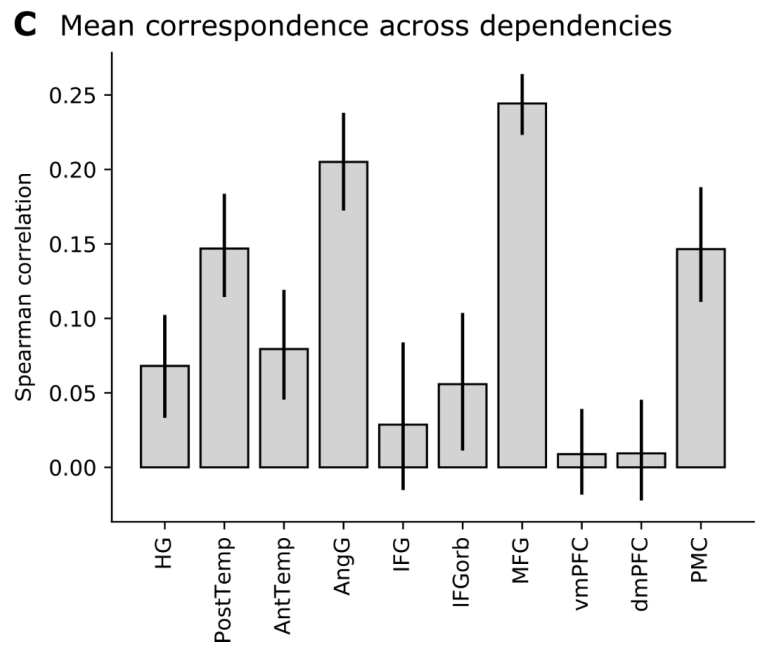 C Mean correspondence across dependencies
Spearman correlation
0.25
0.20
0.15
0.10
0.05
0.00
HG
PostTemp
AntTemp
AngG
IFG
IFGorb
MFG
vmPFC
dmPFC
PMC